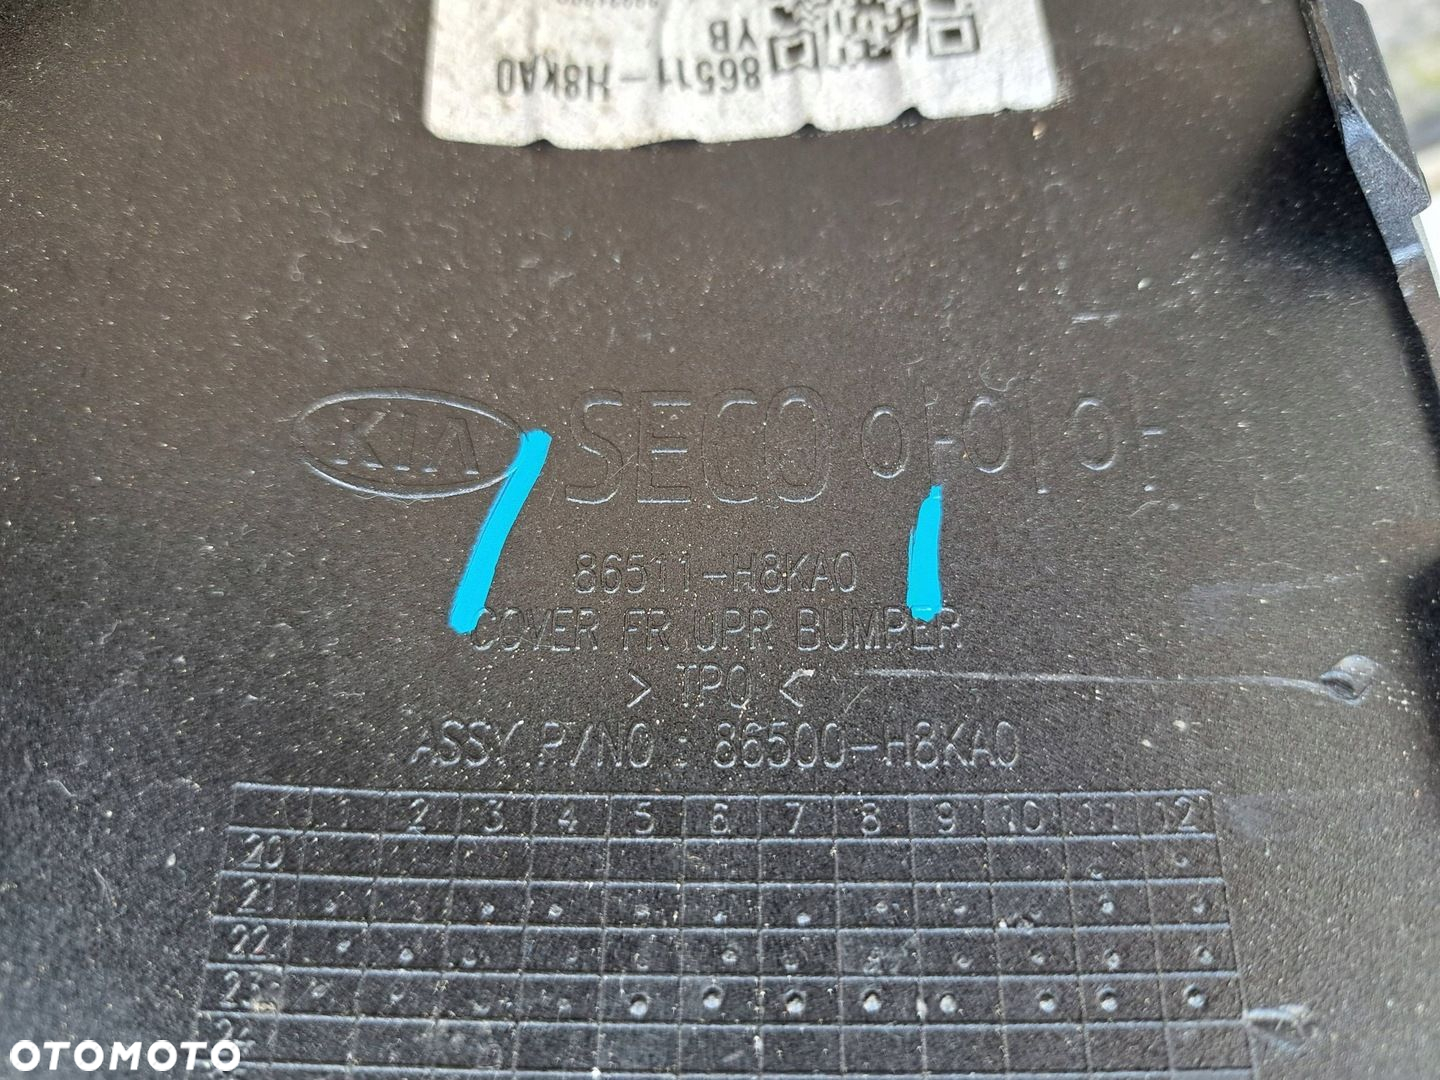 YB
86511-H8KA0
KIA SECO
86511-H8KA0
COVER FR UPR BUMPER
> TPO <
ASSY P/NO : 86500-H8KA0
1 2 3 4 5 6 7 8 9 10 11 12
20
21
22
23
24
OTOMOTO